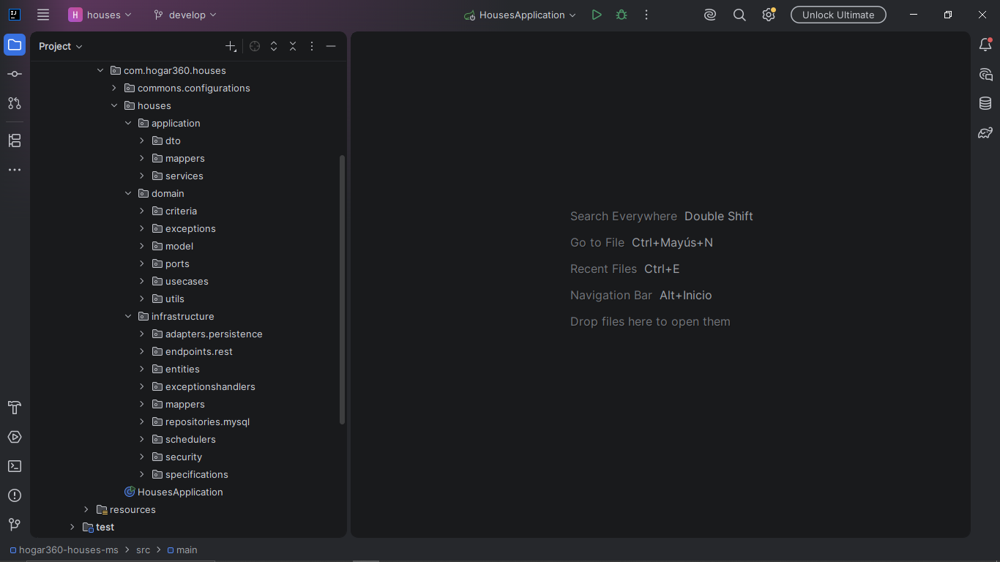 H houses develop HousesApplication Unlock Ultimate
Project
com.hogar360.houses
commons.configurations
houses
application
dto
mappers
services
domain
criteria
exceptions
model
ports
usecases
utils
infrastructure
adapters.persistence
endpoints.rest
entities
exceptionshandlers
mappers
repositories.mysql
schedulers
security
specifications
HousesApplication
resources
test
Search Everywhere Double Shift
Go to File Ctrl+Mayús+N
Recent Files Ctrl+E
Navigation Bar Alt+Inicio
Drop files here to open them
hogar360-houses-ms > src > main